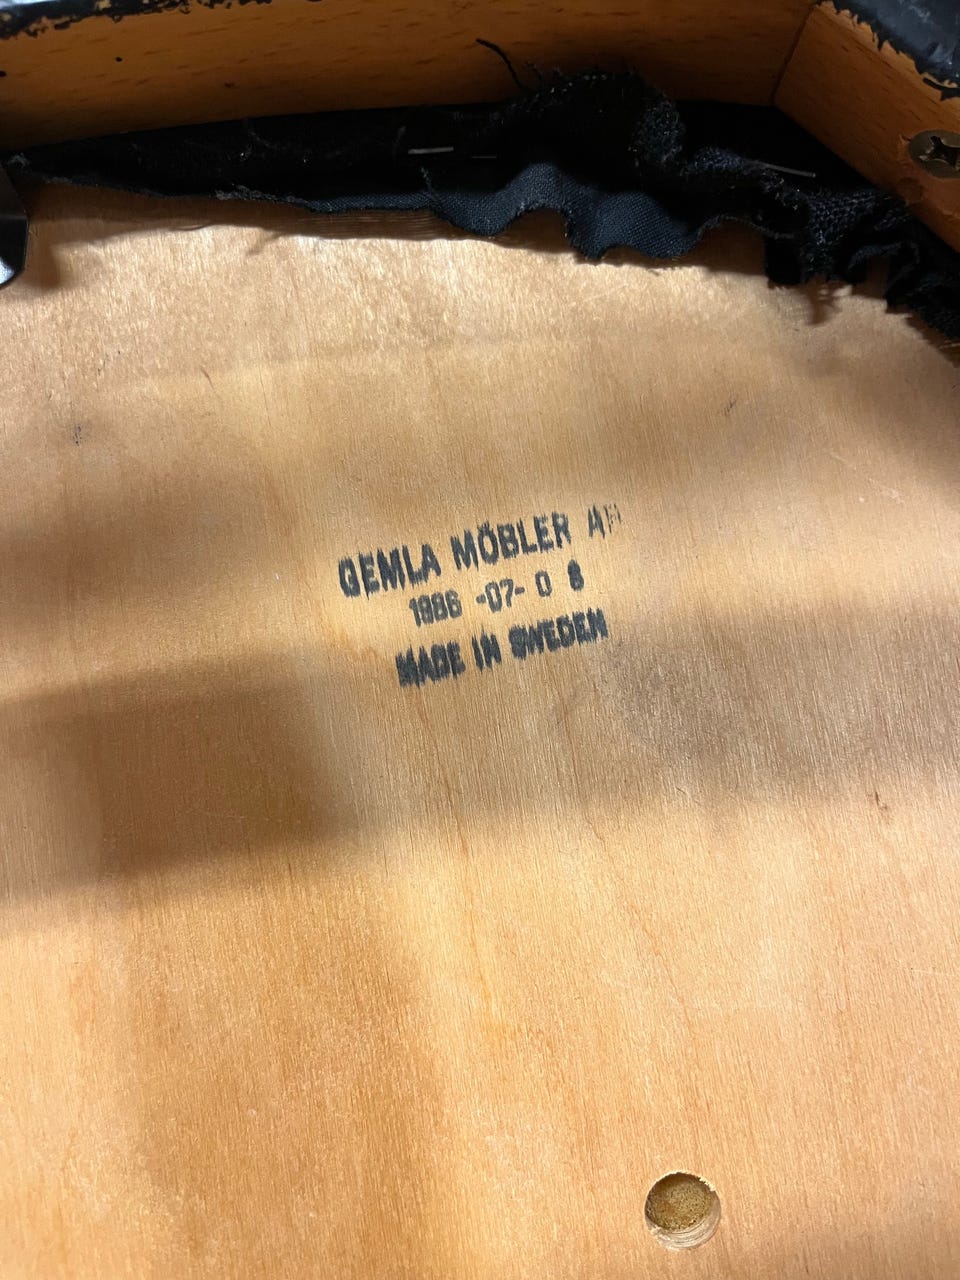 GEMLA MÖBLER AB
1986 -07- 0 8
MADE IN SWEDEN